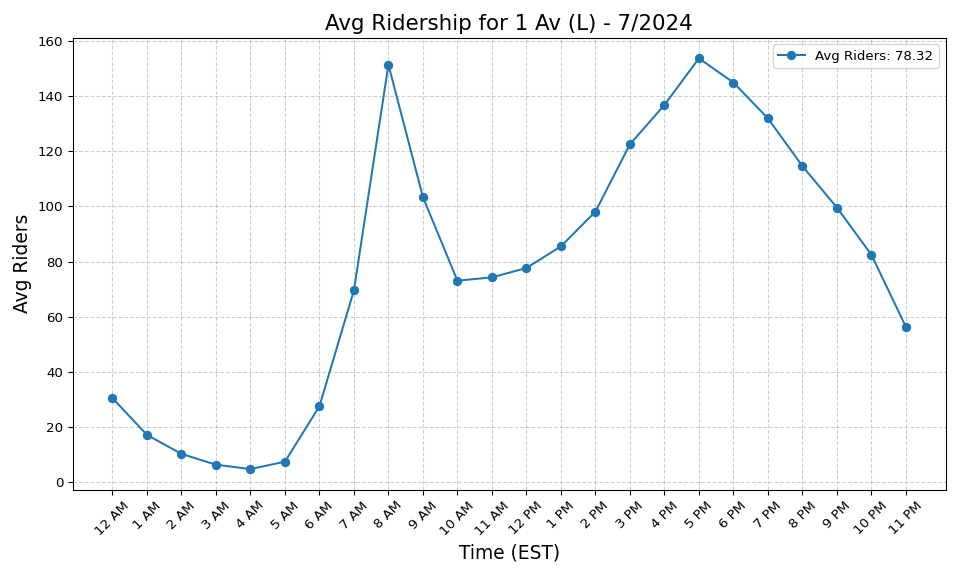 Avg Ridership for 1 Av (L) - 7/2024
Avg Riders: 78.32
Avg Riders
160
140
120
100
80
60
40
20
0
12 AM
1 AM
2 AM
3 AM
4 AM
5 AM
6 AM
7 AM
8 AM
9 AM
10 AM
11 AM
12 PM
1 PM
2 PM
3 PM
4 PM
5 PM
6 PM
7 PM
8 PM
9 PM
10 PM
11 PM
Time (EST)